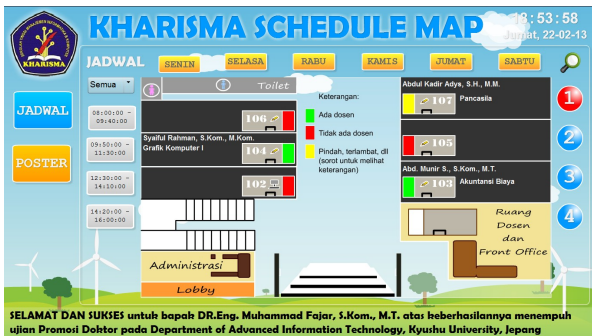 KHARISMA SCHEDULE MAP
:53:58
Jumat, 22-02-13
KHARISMA
JADWAL
SENIN
SELASA
RABU
KAMIS
JUMAT
SABTU
Semua
JADWAL
POSTER
08:00:00 -
09:40:00
09:50:00 -
11:30:00
12:30:00 -
14:10:00
14:20:00 -
16:00:00
Toilet
106
Syaiful Rahman, S.Kom., M.Kom.
Grafik Komputer I
104
102
Keterangan:
Ada dosen
Tidak ada dosen
Pindah, terlambat, dll
(sorot untuk melihat
keterangan)
Abdul Kadir Adys, S.H., M.M.
107
Pancasila
105
Abd. Munir S., S.Kom., M.T.
103
Akuntansi Biaya
1
2
3
4
Administrasi
Lobby
Ruang
Dosen
dan
Front Office
SELAMAT DAN SUKSES untuk bapak DR.Eng. Muhammad Fajar, S.Kom., M.T. atas keberhasilannya menempuh
ujian Promosi Doktor pada Department of Advanced Information Technology, Kyushu University, Jepang